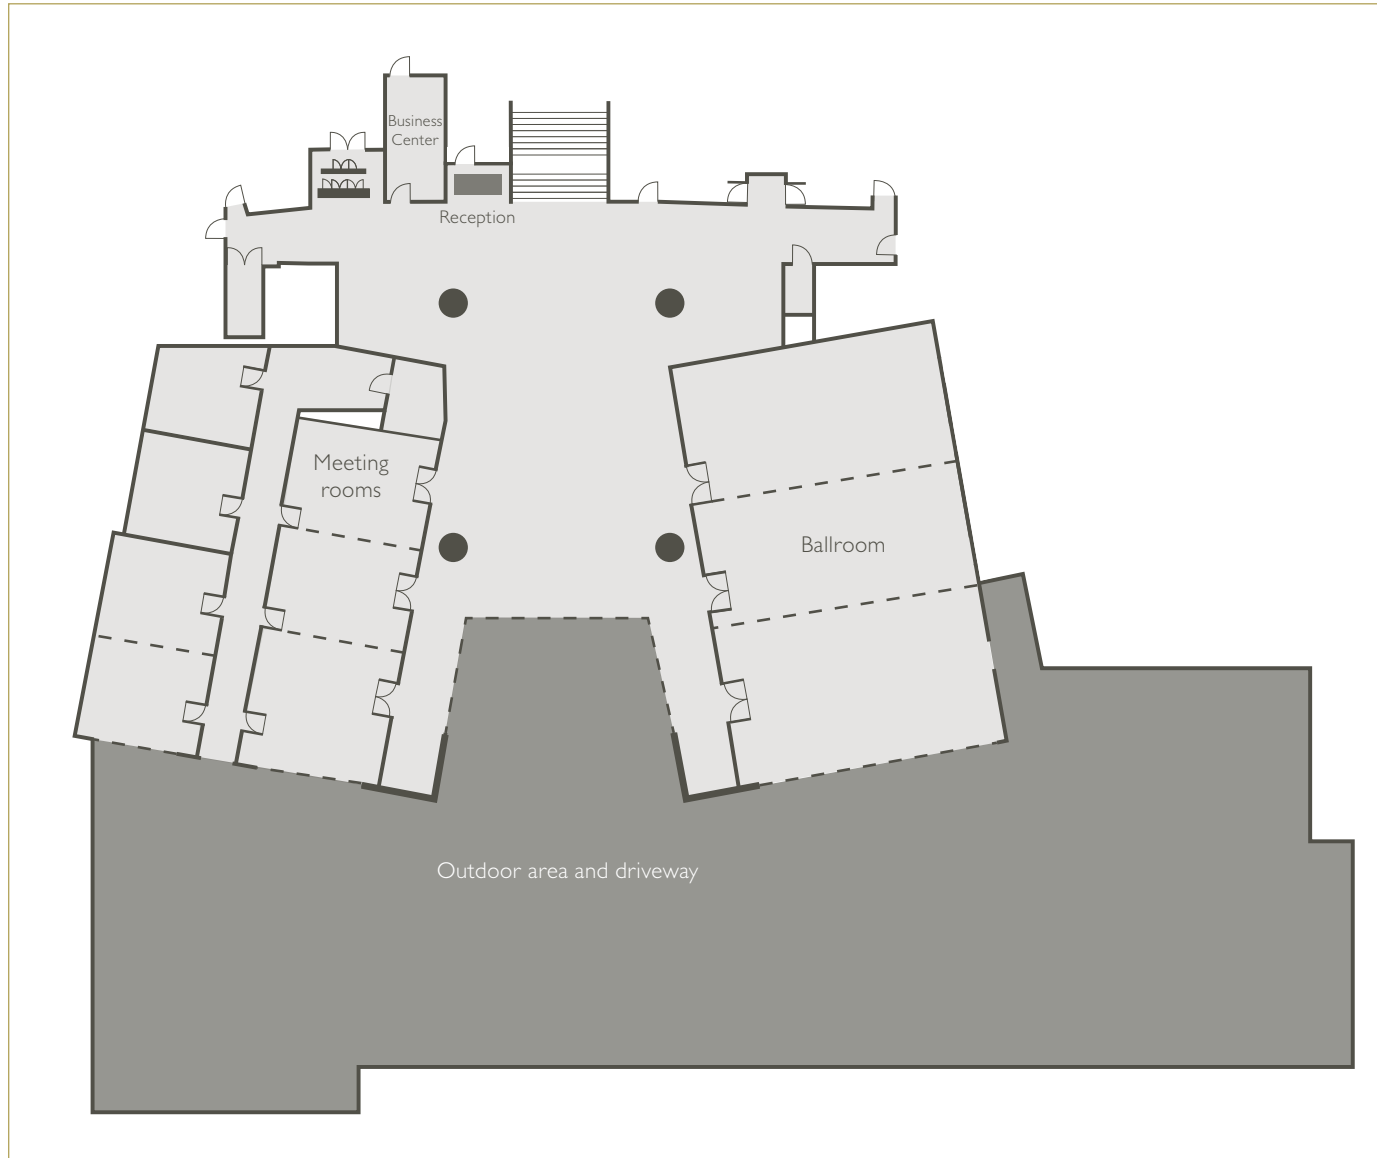 Business
Center
Reception
Meeting
rooms
Ballroom
Outdoor area and driveway